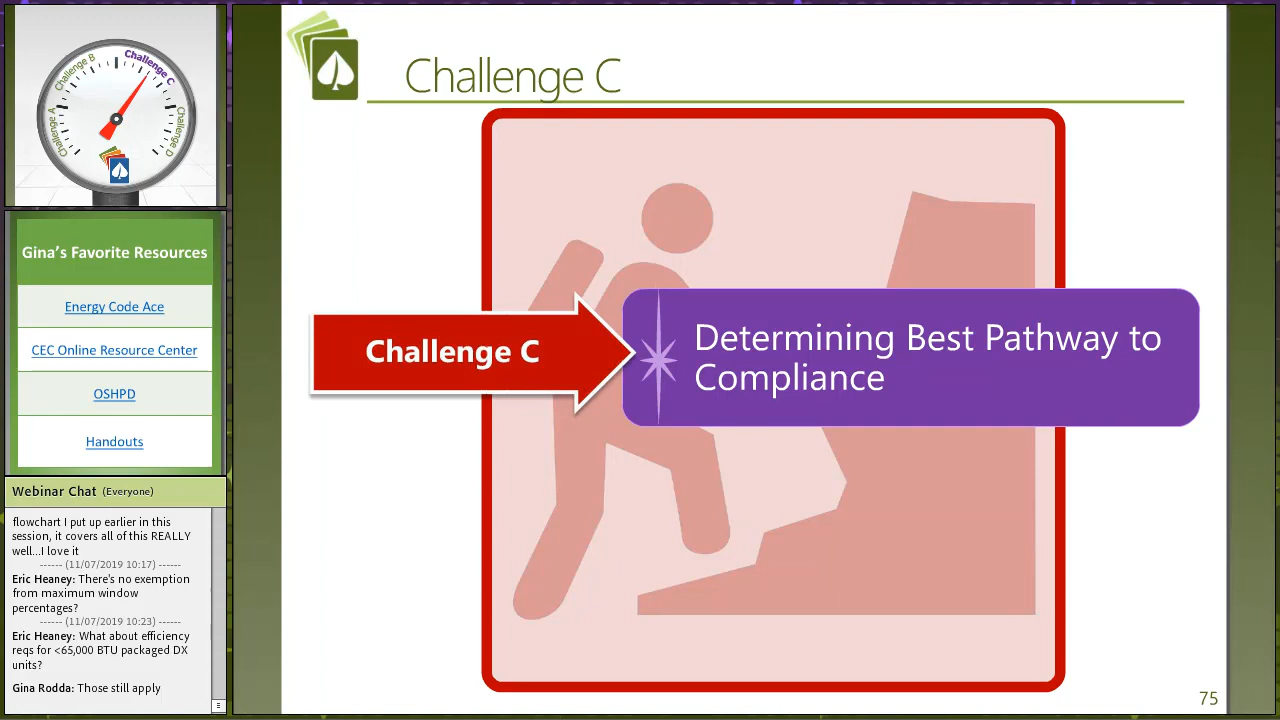 Challenge A
Challenge B
Challenge C
Challenge D
Gina's Favorite Resources
Energy Code Ace
CEC Online Resource Center
OSHPD
Handouts
Webinar Chat (Everyone)
flowchart I put up earlier in this
session, it covers all of this REALLY
well...I love it
------ (11/07/2019 10:17) ------
Eric Heaney: There's no exemption
from maximum window
percentages?
------ (11/07/2019 10:23) ------
Eric Heaney: What about efficiency
reqs for <65,000 BTU packaged DX
units?
Gina Rodda: Those still apply
Challenge C
Challenge C
Determining Best Pathway to
Compliance
75